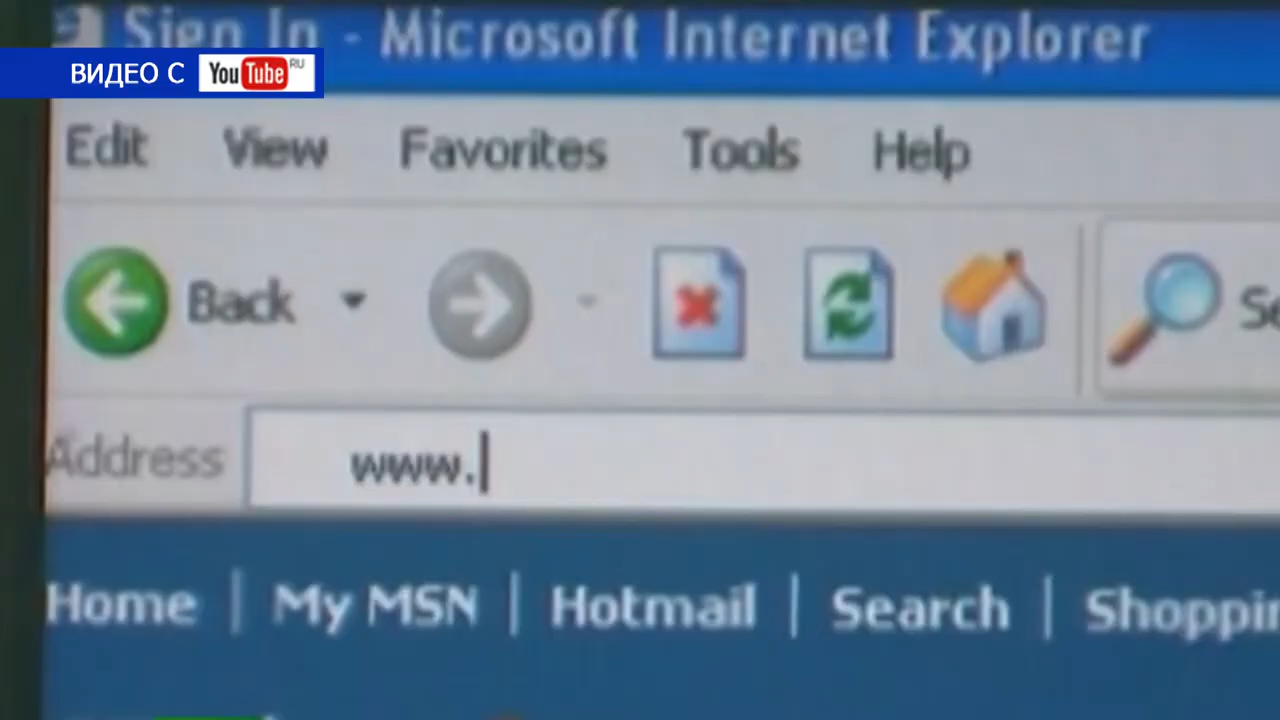 Sign In - Microsoft Internet Explorer
ВИДЕО С YouTube RU
Edit View Favorites Tools Help
Back
Address www.
Home | My MSN | Hotmail | Search |